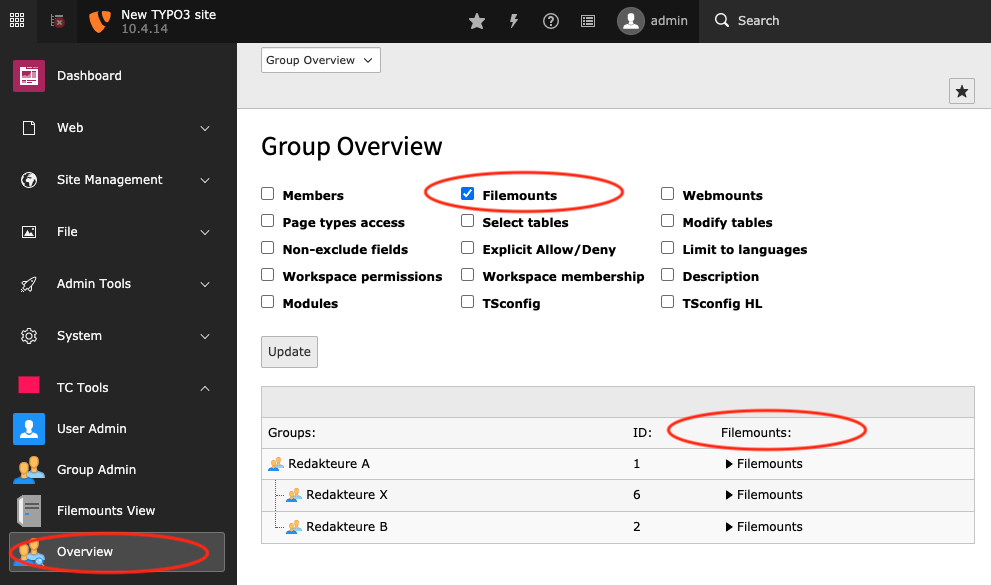 New TYPO3 site
10.4.14
admin
Search
Dashboard
Web
Site Management
File
Admin Tools
System
TC Tools
User Admin
Group Admin
Filemounts View
Overview
Group Overview
Group Overview
Members Filemounts Webmounts
Page types access Select tables Modify tables
Non-exclude fields Explicit Allow/Deny Limit to languages
Workspace permissions Workspace membership Description
Modules TSconfig TSconfig HL
Update
Groups: ID: Filemounts:
Redakteure A 1 Filemounts
Redakteure X 6 Filemounts
Redakteure B 2 Filemounts